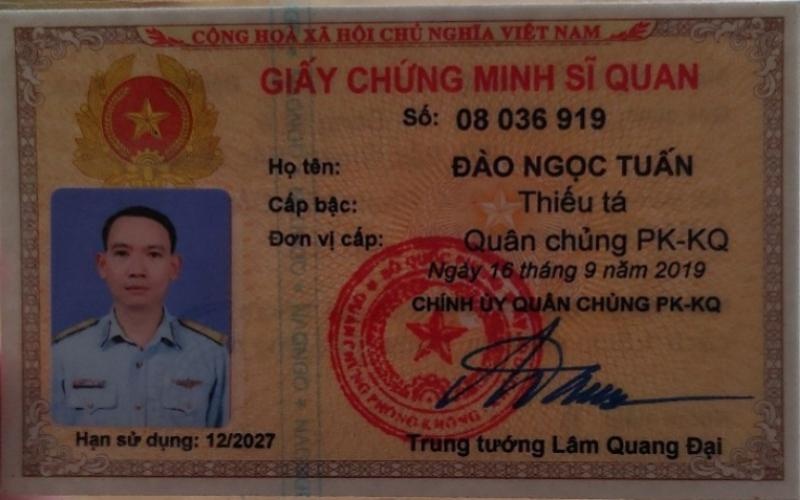 CỘNG HOÀ XÃ HỘI CHỦ NGHĨA VIỆT NAM
GIẤY CHỨNG MINH SĨ QUAN
Số: 08 036 919
Họ tên: ĐÀO NGỌC TUẤN
Cấp bậc: Thiếu tá
Đơn vị cấp: Quân chủng PK-KQ
Ngày 16 tháng 9 năm 2019
CHÍNH ỦY QUÂN CHỦNG PK-KQ
Hạn sử dụng: 12/2027
Trung tướng Lâm Quang Đại